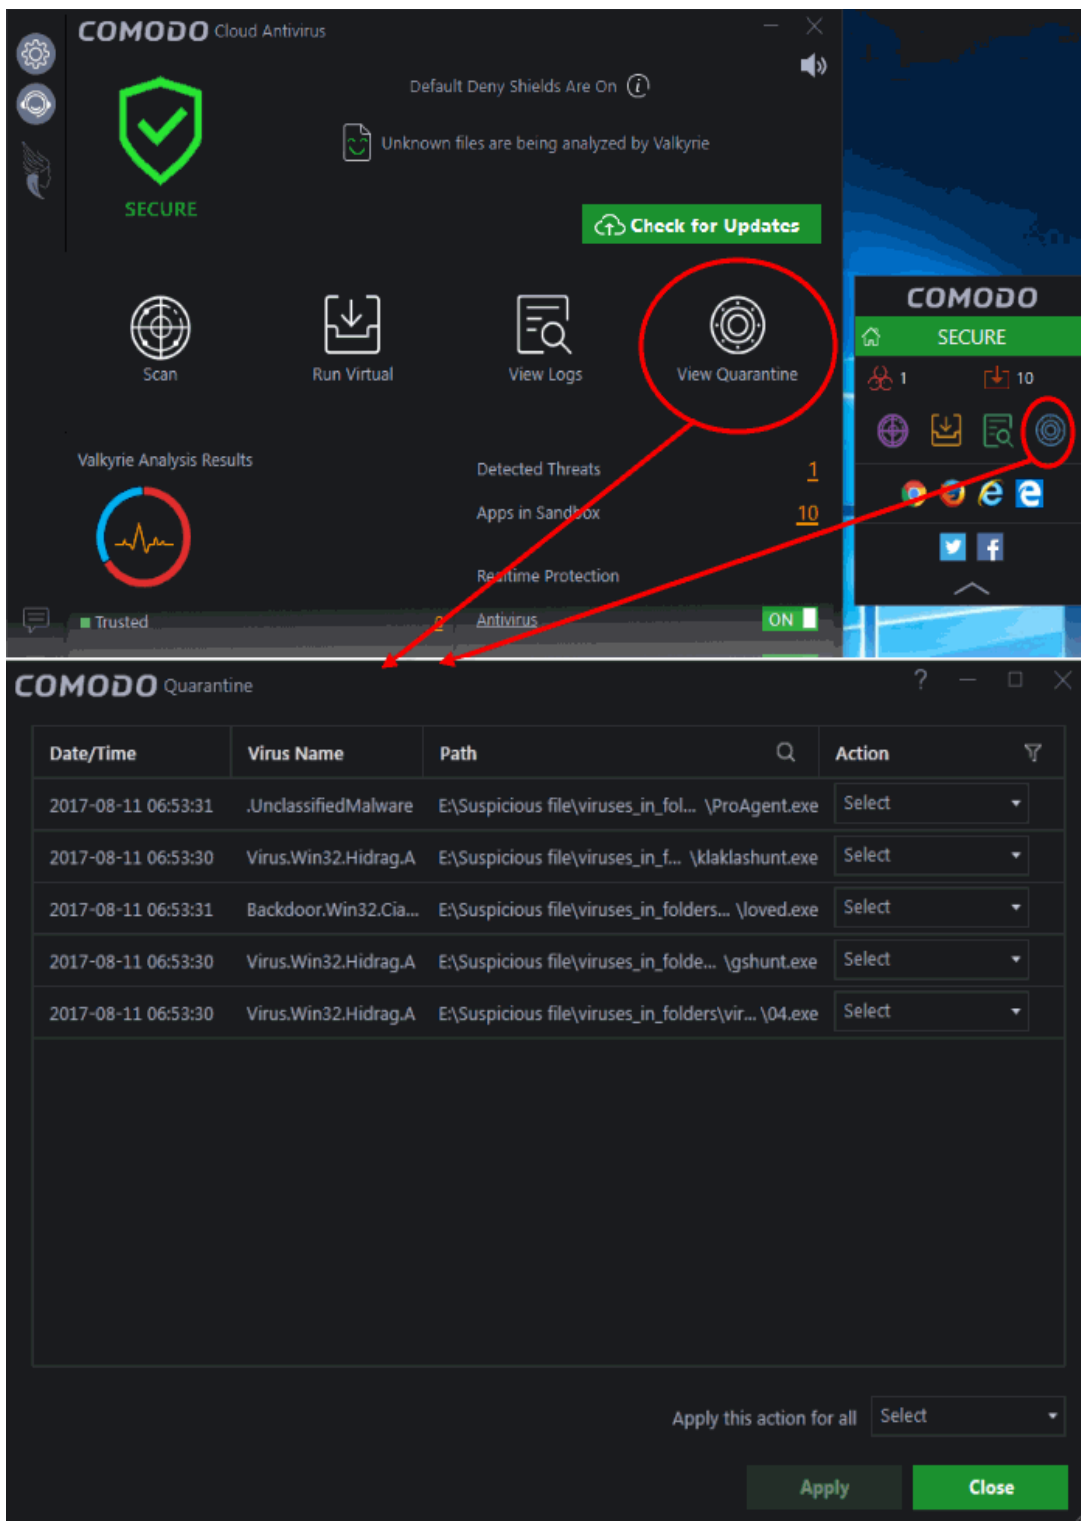 COMODO Cloud Antivirus
Default Deny Shields Are On
Unknown files are being analyzed by Valkyrie
SECURE
Check for Updates
Scan
Run Virtual
View Logs
View Quarantine
COMODO
SECURE
1
10
Valkyrie Analysis Results
Detected Threats 1
Apps in Sandbox 10
Realtime Protection
Trusted 0
Antivirus ON
COMODO Quarantine
Date/Time Virus Name Path Action
2017-08-11 06:53:31 .UnclassifiedMalware E:\Suspicious file\viruses_in_fol... \ProAgent.exe Select
2017-08-11 06:53:30 Virus.Win32.Hidrag.A E:\Suspicious file\viruses_in_f... \klaklashunt.exe Select
2017-08-11 06:53:31 Backdoor.Win32.Cia... E:\Suspicious file\viruses_in_folders... \loved.exe Select
2017-08-11 06:53:30 Virus.Win32.Hidrag.A E:\Suspicious file\viruses_in_folde... \gshunt.exe Select
2017-08-11 06:53:30 Virus.Win32.Hidrag.A E:\Suspicious file\viruses_in_folders\vir... \04.exe Select
Apply this action for all Select
Apply Close